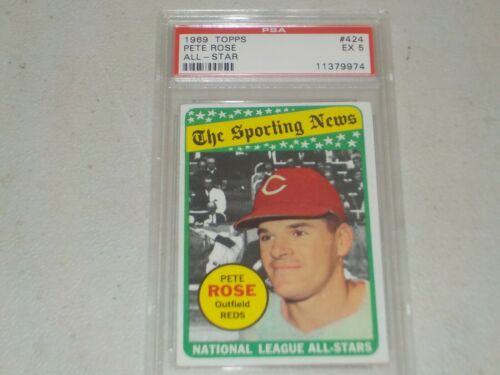 PSA
1969 TOPPS #424
PETE ROSE EX 5
ALL-STAR
11379974
The Sporting News
C
PETE
ROSE
Outfield
REDS
NATIONAL LEAGUE ALL-STARS